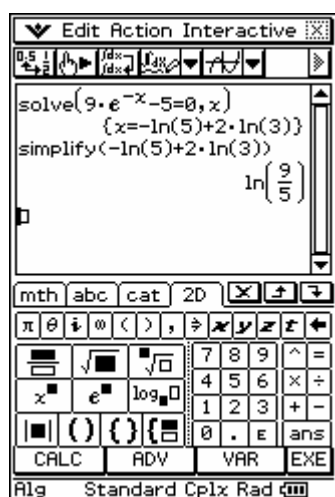 Edit Action Interactive
solve(9·e^-x-5=0,x)
{x=-ln(5)+2·ln(3)}
simplify(-ln(5)+2·ln(3))
ln(9/5)
mth abc cat 2D
π θ i ∞ ( ) , ⇒ x y z t ←
√■ ■√□ 7 8 9 ^ =
x■ e■ log■□ 4 5 6 × ÷
1 2 3 + -
|■| () {} {■ 0 . E ans
CALC ADV VAR EXE
Alg Standard Cplx Rad